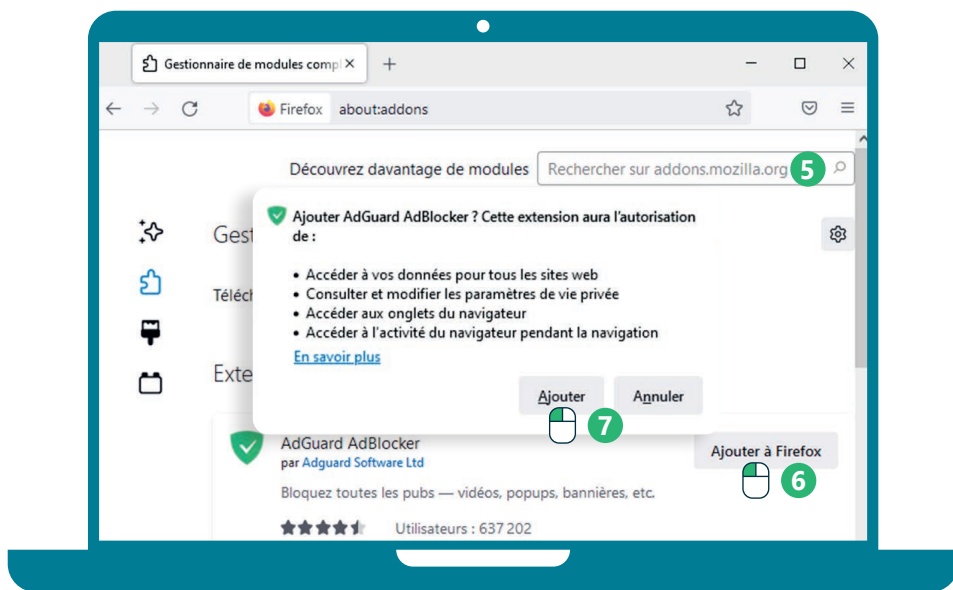 Gestionnaire de modules comp
Firefox about:addons
Découvrez davantage de modules Rechercher sur addons.mozilla.org 5
Gest
Téléch
Exte
Ajouter AdGuard AdBlocker ? Cette extension aura l'autorisation
de :
• Accéder à vos données pour tous les sites web
• Consulter et modifier les paramètres de vie privée
• Accéder aux onglets du navigateur
• Accéder à l'activité du navigateur pendant la navigation
En savoir plus
Ajouter Annuler
7
AdGuard AdBlocker
par Adguard Software Ltd
Ajouter à Firefox
6
Bloquez toutes les pubs — vidéos, popups, bannières, etc.
Utilisateurs : 637 202